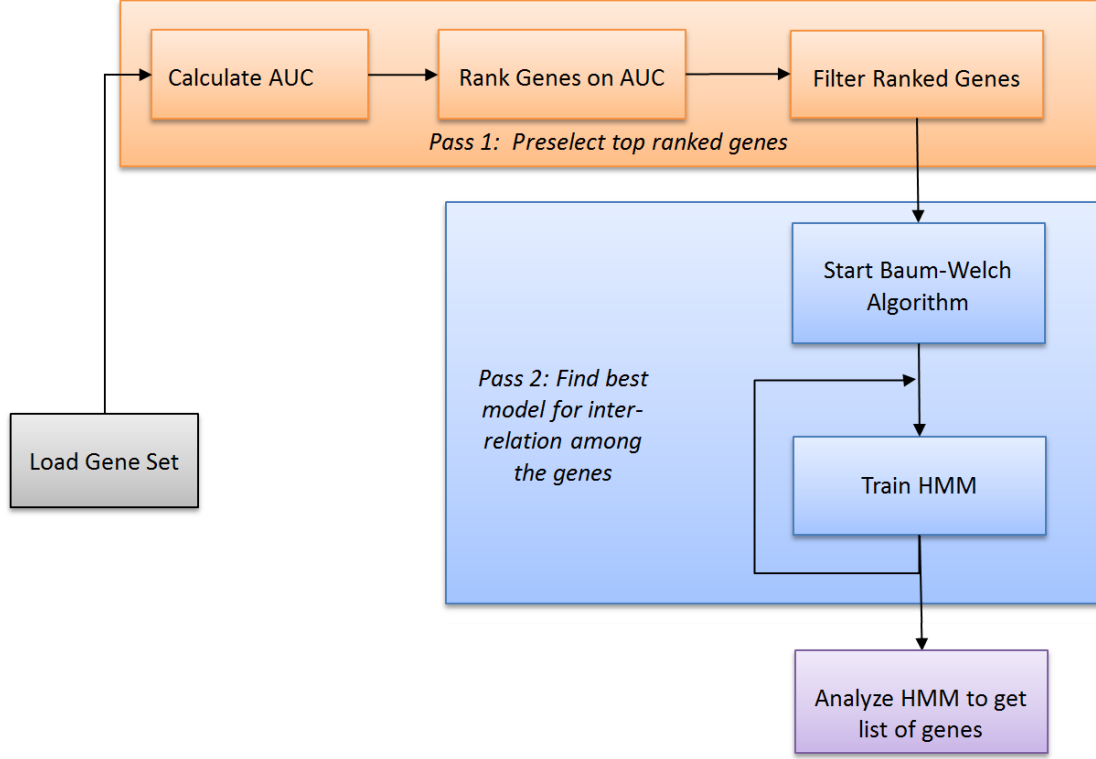 Calculate AUC
Rank Genes on AUC
Filter Ranked Genes
Pass 1:  Preselect top ranked genes
Start Baum-Welch
Algorithm
Pass 2: Find best
model for inter-
relation among
the genes
Load Gene Set
Train HMM
Analyze HMM to get
list of genes